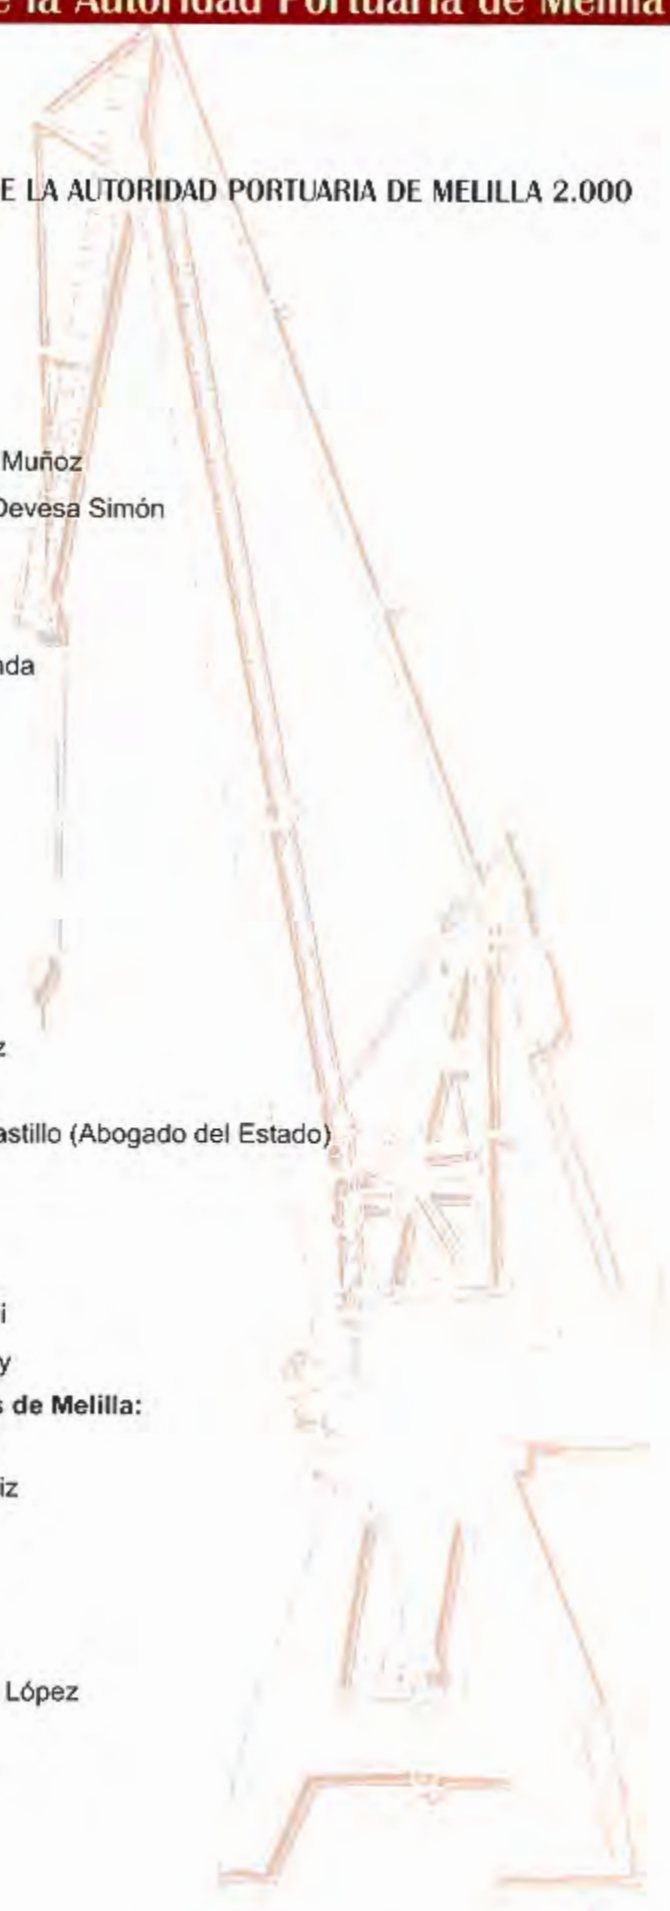 e la Autoridad Portuaria de Melilla
E LA AUTORIDAD PORTUARIA DE MELILLA 2.000
Muñoz
Devesa Simón
nda
z
astillo (Abogado del Estado)
i
y
s de Melilla:
iz
López